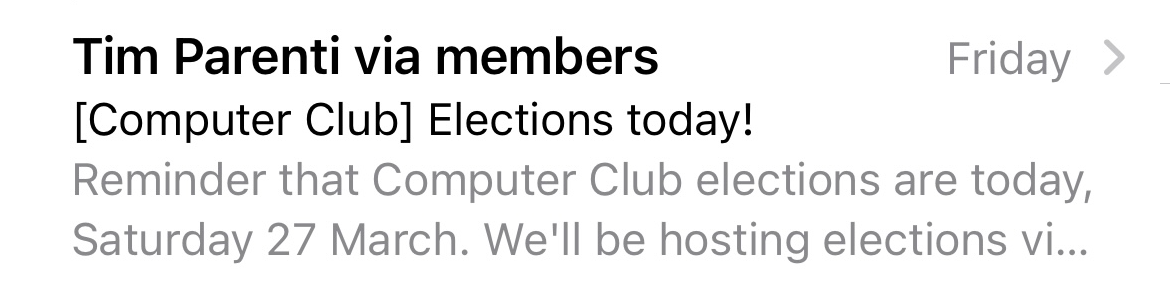 Tim Parenti via members
Friday
[Computer Club] Elections today!
Reminder that Computer Club elections are today,
Saturday 27 March. We'll be hosting elections vi...